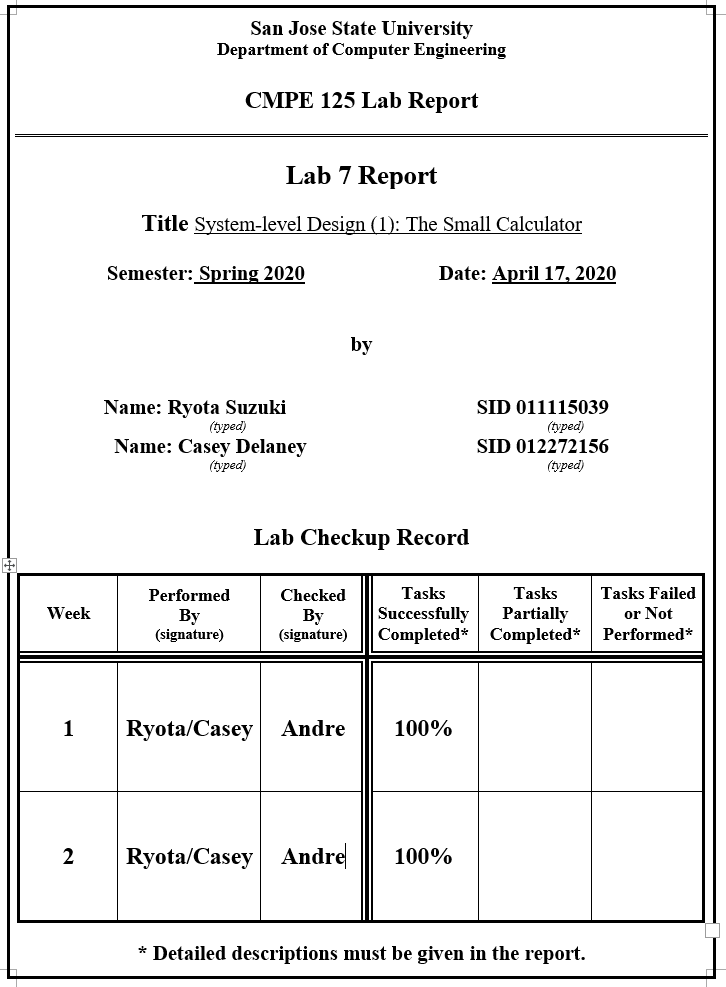 San Jose State University
Department of Computer Engineering
CMPE 125 Lab Report
Lab 7 Report
Title System-level Design (1): The Small Calculator
Semester: Spring 2020 Date: April 17, 2020
by
Name: Ryota Suzuki SID 011115039
(typed) (typed)
Name: Casey Delaney SID 012272156
(typed) (typed)
Lab Checkup Record
Week
Performed
By
(signature)
Checked
By
(signature)
Tasks
Successfully
Completed*
Tasks
Partially
Completed*
Tasks Failed
or Not
Performed*
1 Ryota/Casey Andre 100%
2 Ryota/Casey Andre 100%
* Detailed descriptions must be given in the report.